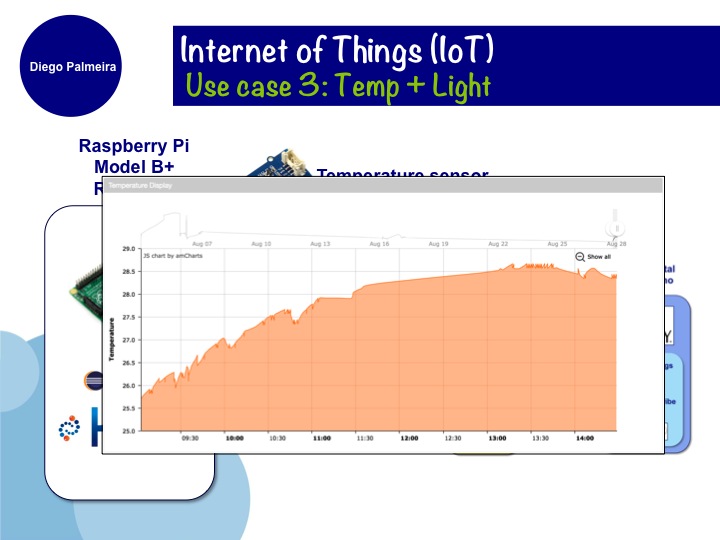 Diego Palmeira
Internet of Things (IoT)
Use case 3: Temp + Light
Raspberry Pi
Model B+
Temperature sensor
Temperature Display
Aug 07 Aug 10 Aug 13 Aug 16 Aug 19 Aug 22 Aug 25 Aug 28
JS chart by amCharts
Show all
Temperature
29.0
28.5
28.0
27.5
27.0
26.5
26.0
25.5
25.0
09:30 10:00 10:30 11:00 11:30 12:00 12:30 13:00 13:30 14:00